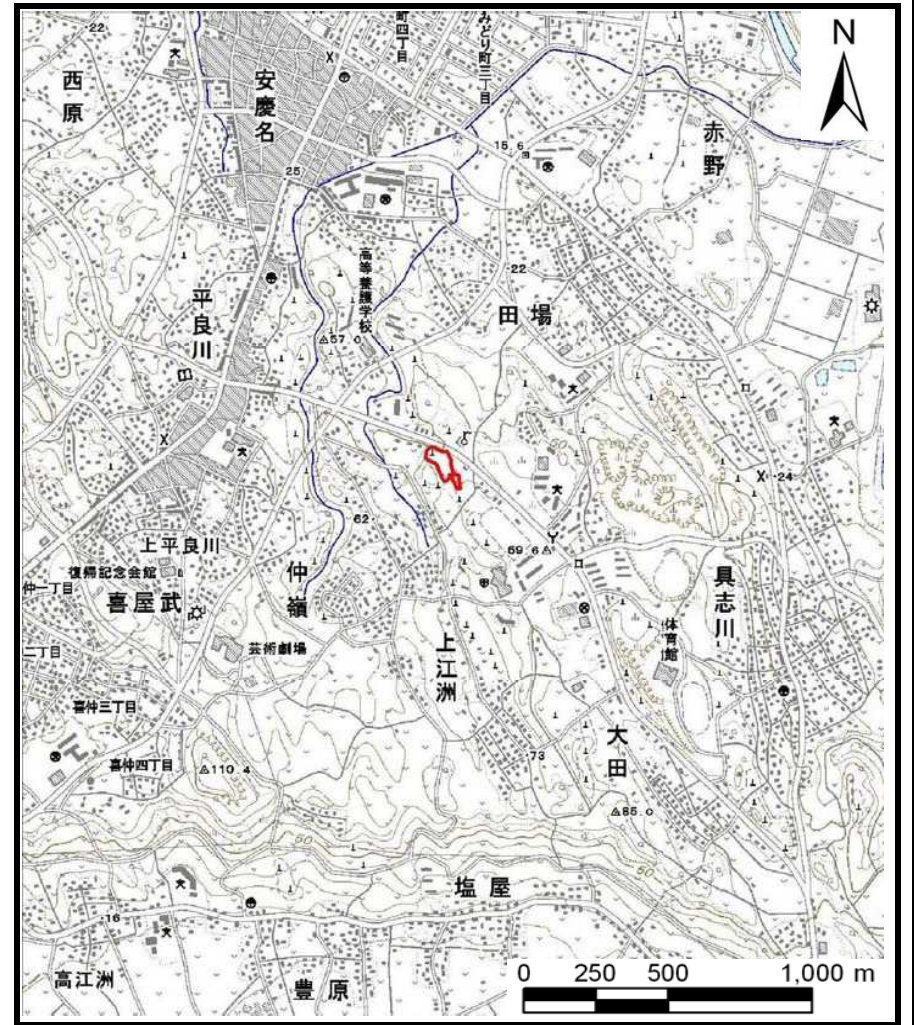 N
22
西原
安慶名
町四丁目
みどり町三丁目
15.6
赤野
25
高等養護学校
22
田場
平良川
57.0
50
24
62
59.6
上平良川
復帰記念会館
仲嶺
具志川
仲一丁目
喜屋武
体育館
芸術劇場
上江洲
二丁目
喜仲三丁目
大田
73
喜仲四丁目
110.4
85.0
50
50
塩屋
16
高江洲
豊原
0 250 500 1,000 m